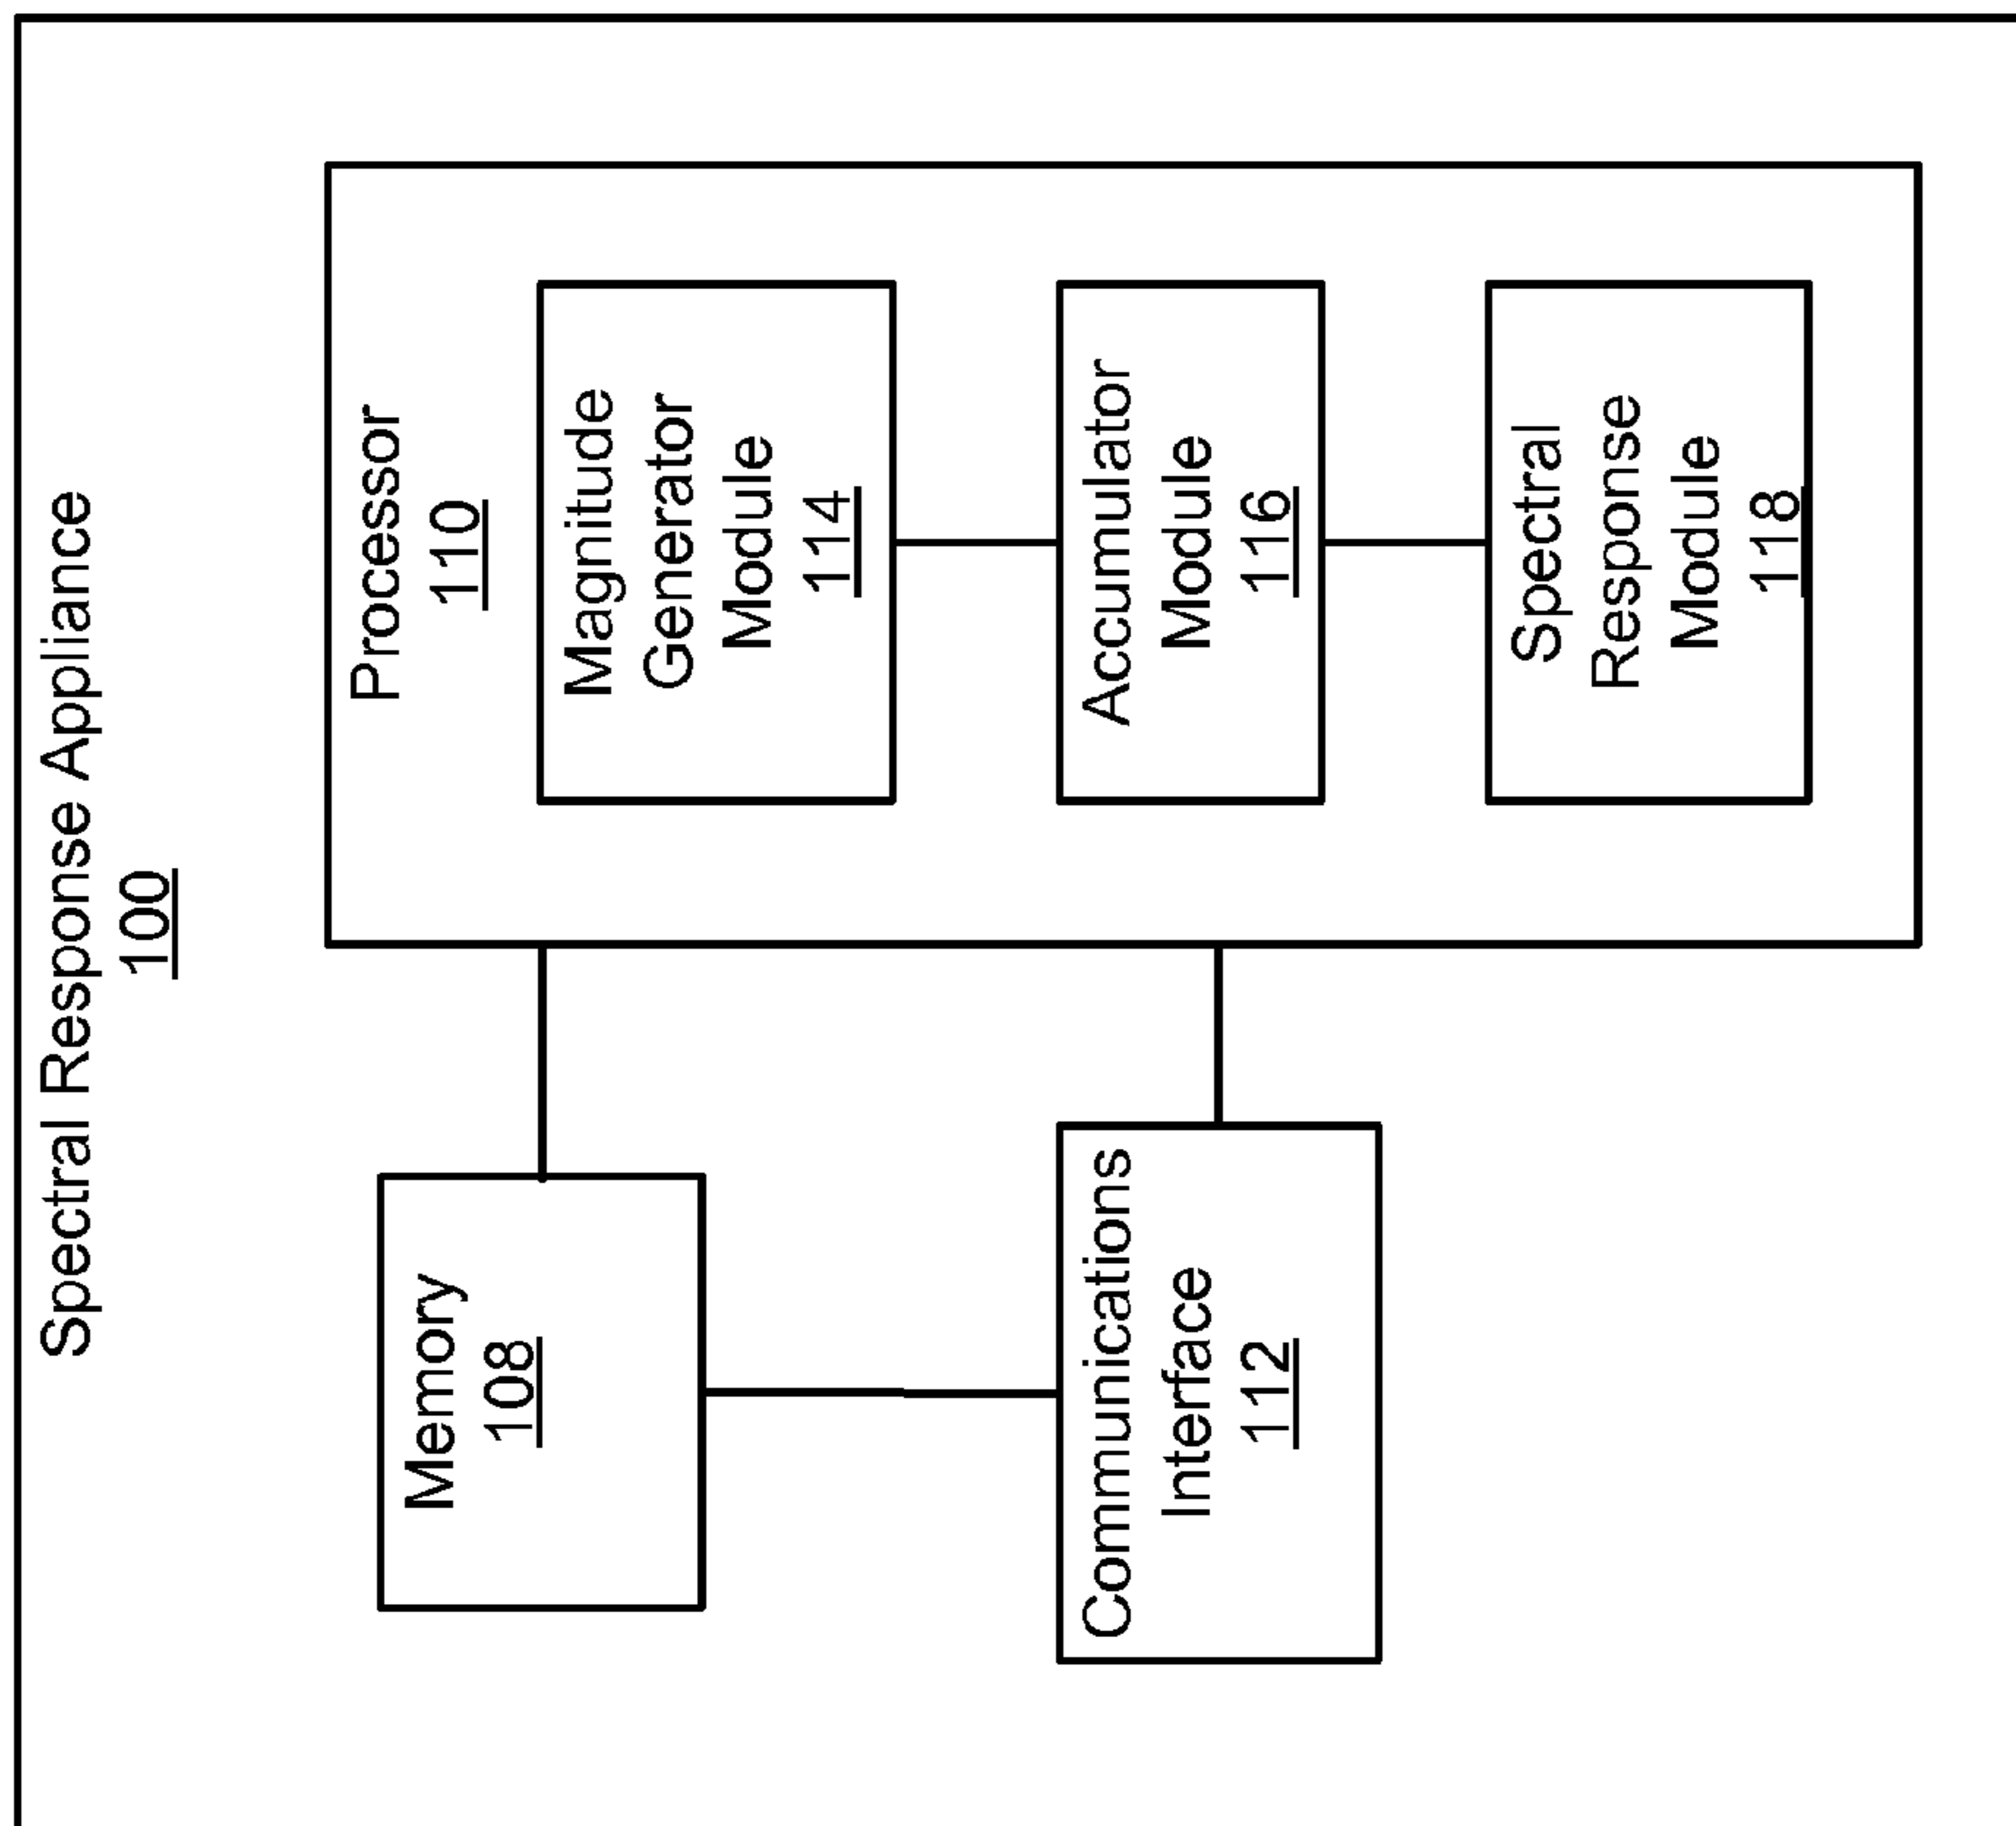 Spectral Response Appliance
100
Memory
108
Communications
Interface
112
Processor
110
Magnitude
Generator
Module
114
Accumulator
Module
116
Spectral
Response
Module
118